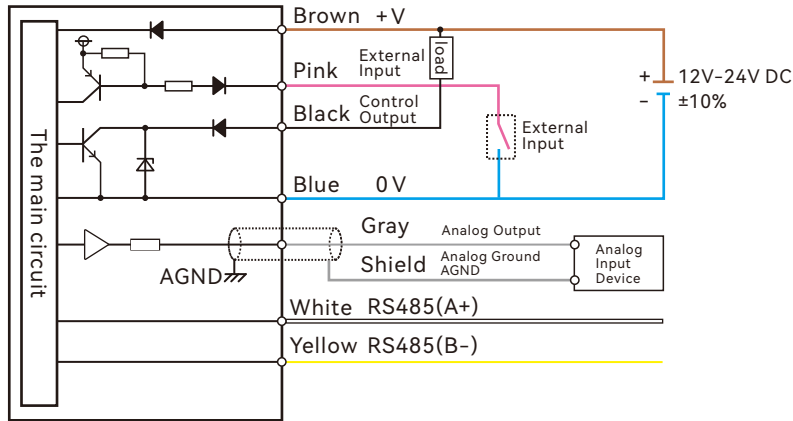 Brown +V
External
Input
load
Pink
+ 12V-24V DC
- ±10%
Black Control
Output
External
Input
The main circuit
Blue 0V
Gray Analog Output
Shield Analog Ground
AGND
Analog
Input
Device
AGND
White RS485(A+)
Yellow RS485(B-)